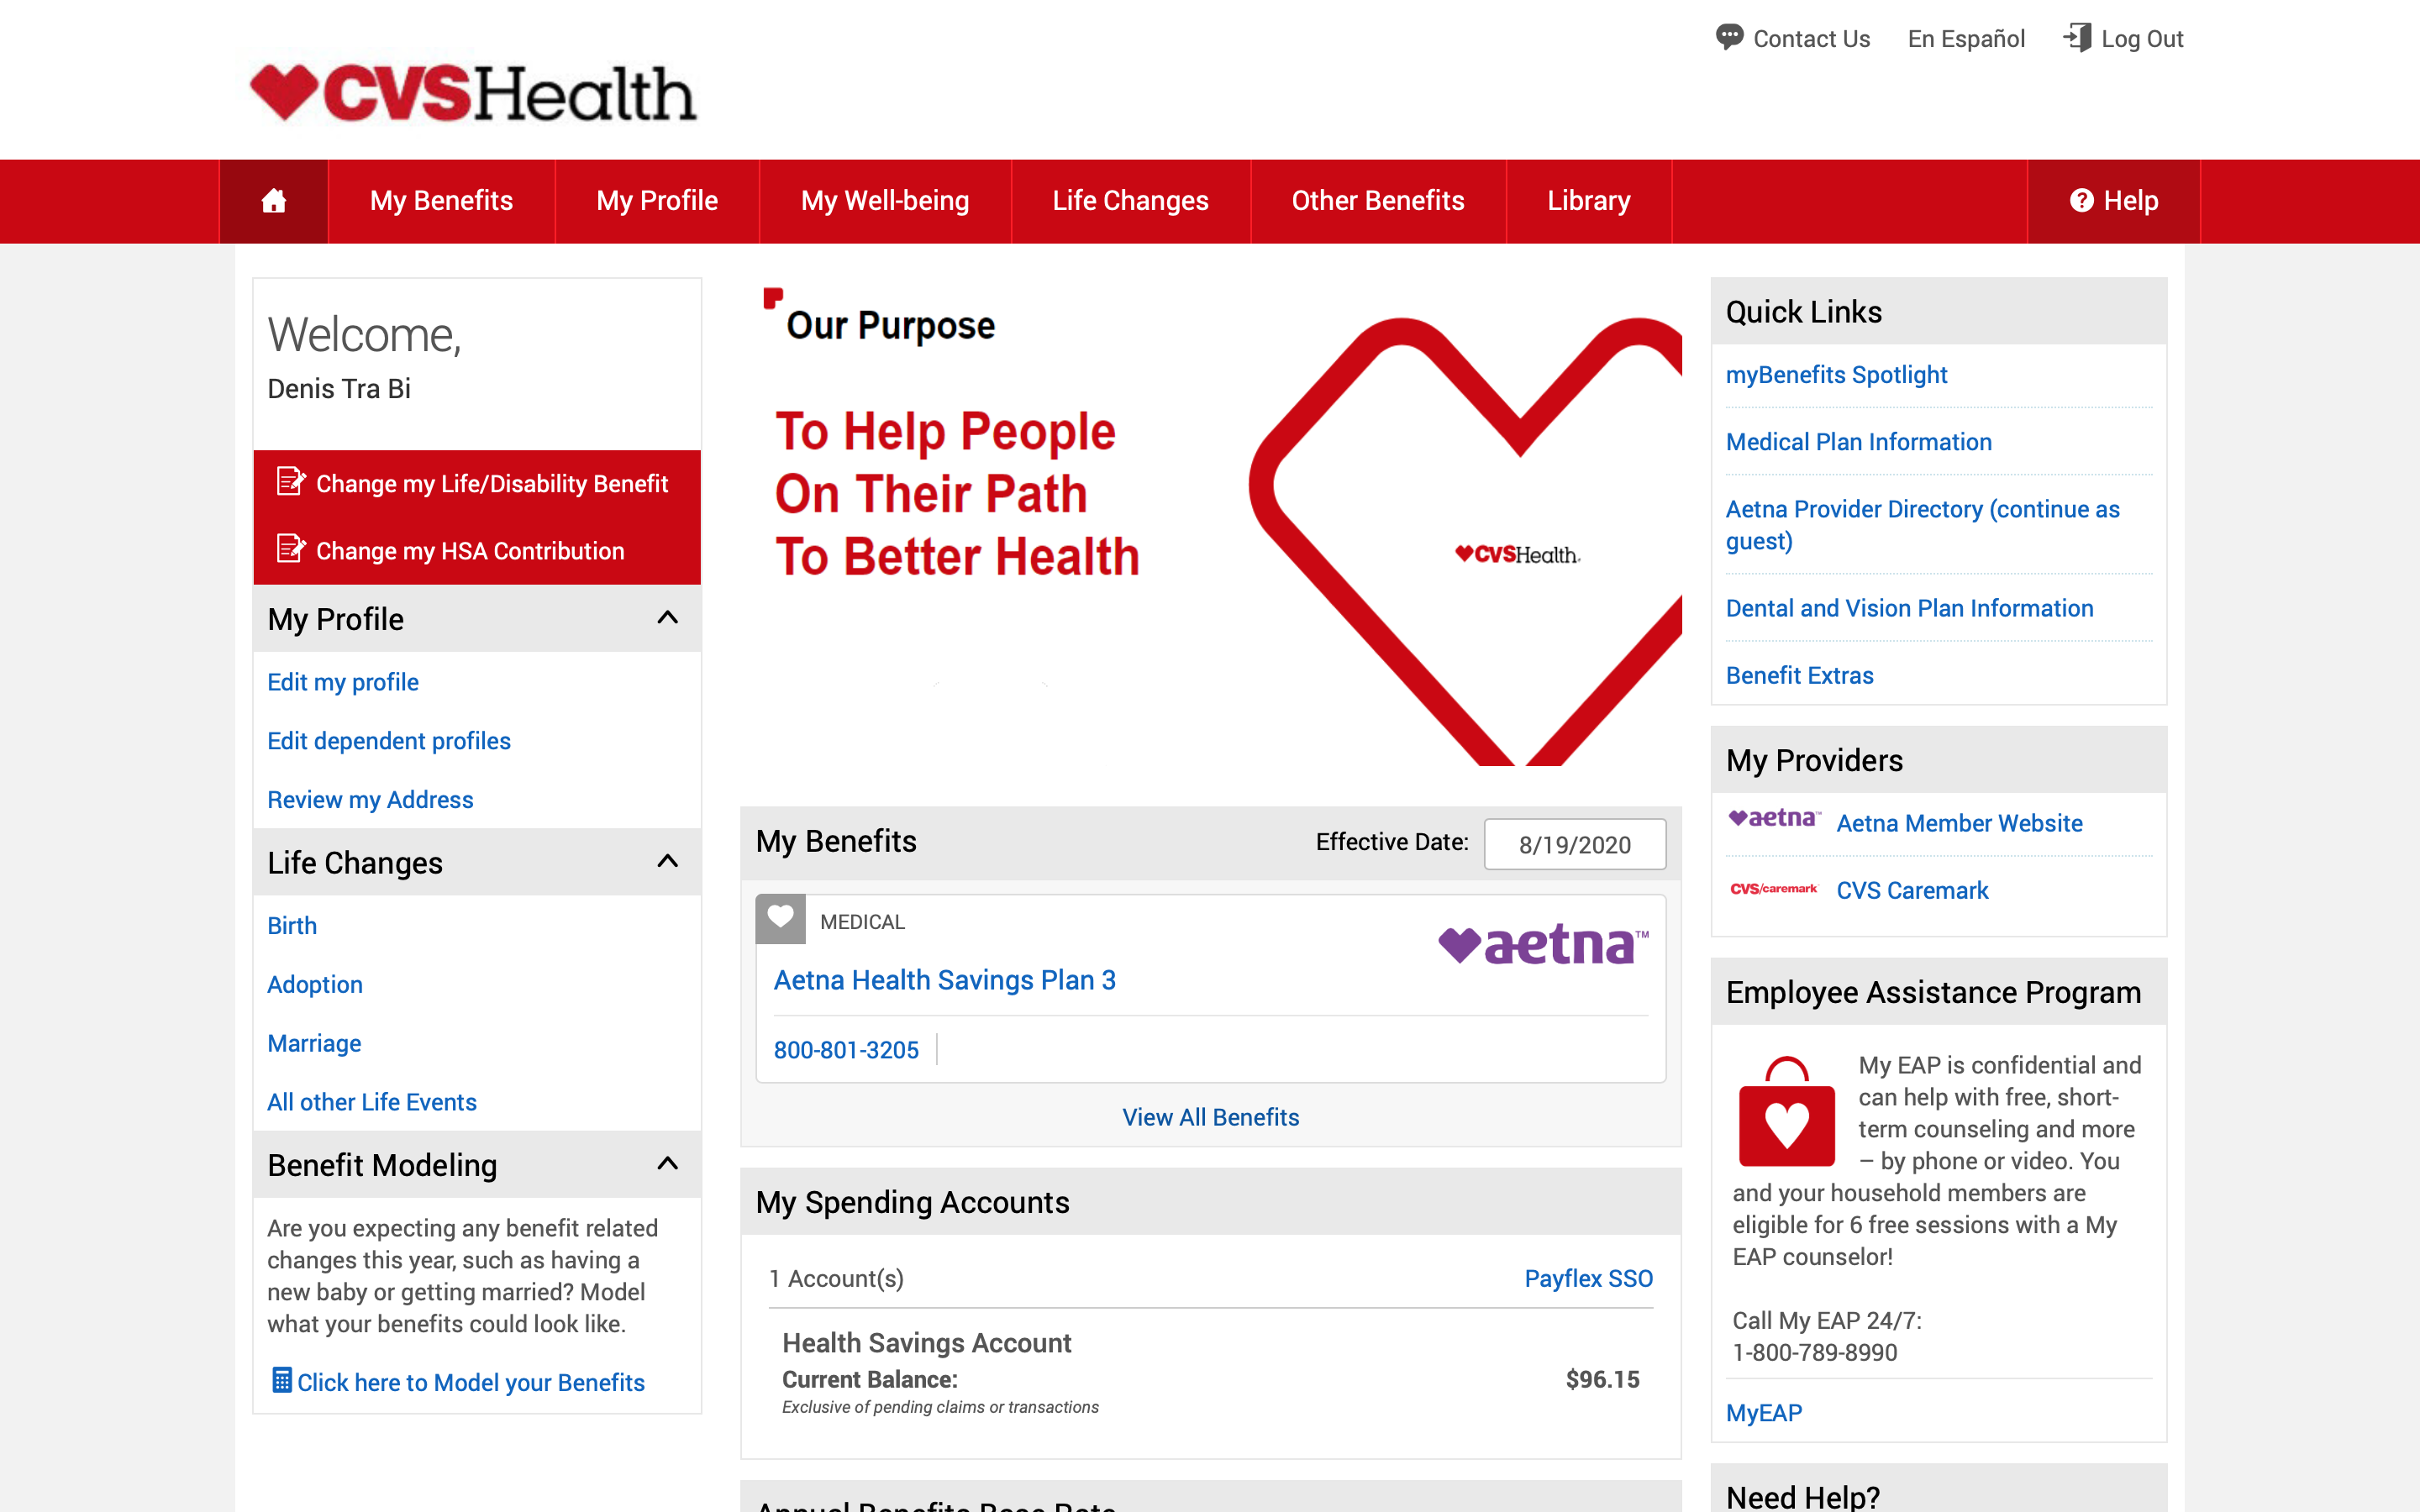 Contact Us
En Español
Log Out
CVSHealth
My Benefits
My Profile
My Well-being
Life Changes
Other Benefits
Library
Help
Welcome,
Denis Tra Bi
Change my Life/Disability Benefit
Change my HSA Contribution
My Profile
Edit my profile
Edit dependent profiles
Review my Address
Life Changes
Birth
Adoption
Marriage
All other Life Events
Benefit Modeling
Are you expecting any benefit related
changes this year, such as having a
new baby or getting married? Model
what your benefits could look like.
Click here to Model your Benefits
Our Purpose
To Help People
On Their Path
To Better Health
CVSHealth.
My Benefits
Effective Date:
8/19/2020
MEDICAL
aetna™
Aetna Health Savings Plan 3
800-801-3205
View All Benefits
My Spending Accounts
1 Account(s)
Payflex SSO
Health Savings Account
Current Balance:
$96.15
Exclusive of pending claims or transactions
Annual Benefits Base Rate
Quick Links
myBenefits Spotlight
Medical Plan Information
Aetna Provider Directory (continue as
guest)
Dental and Vision Plan Information
Benefit Extras
My Providers
aetna™
Aetna Member Website
CVS/caremark
CVS Caremark
Employee Assistance Program
My EAP is confidential and
can help with free, short-
term counseling and more
– by phone or video. You
and your household members are
eligible for 6 free sessions with a My
EAP counselor!
Call My EAP 24/7:
1-800-789-8990
MyEAP
Need Help?